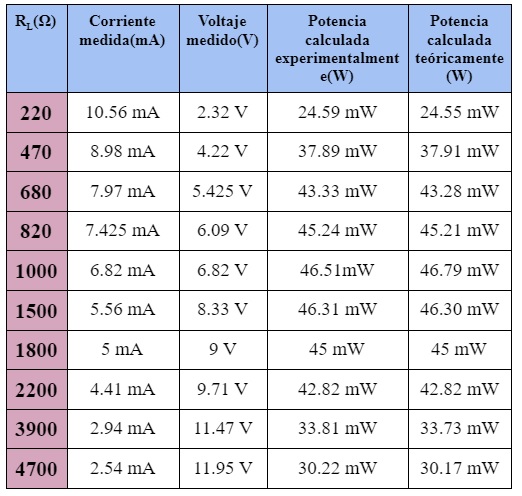 R_L(Ω) Corriente medida(mA) Voltaje medido(V) Potencia calculada experimentalmente(W) Potencia calculada teóricamente (W)
220 10.56 mA 2.32 V 24.59 mW 24.55 mW
470 8.98 mA 4.22 V 37.89 mW 37.91 mW
680 7.97 mA 5.425 V 43.33 mW 43.28 mW
820 7.425 mA 6.09 V 45.24 mW 45.21 mW
1000 6.82 mA 6.82 V 46.51mW 46.79 mW
1500 5.56 mA 8.33 V 46.31 mW 46.30 mW
1800 5 mA 9 V 45 mW 45 mW
2200 4.41 mA 9.71 V 42.82 mW 42.82 mW
3900 2.94 mA 11.47 V 33.81 mW 33.73 mW
4700 2.54 mA 11.95 V 30.22 mW 30.17 mW